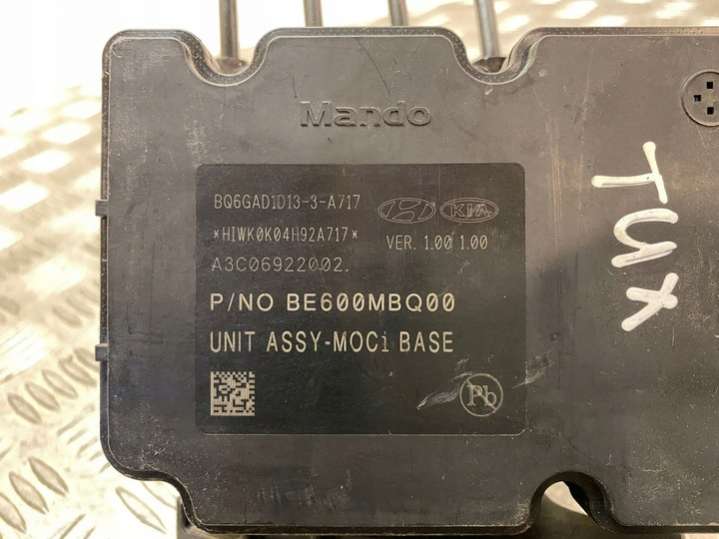 Mando
BQ6GAD1D13-3-A717
KIA
*HIWK0K04H92A717*
VER. 1.00 1.00
A3C06922002.
P/NO BE600MBQ00
UNIT ASSY-MOCi BASE
Pb
TUX